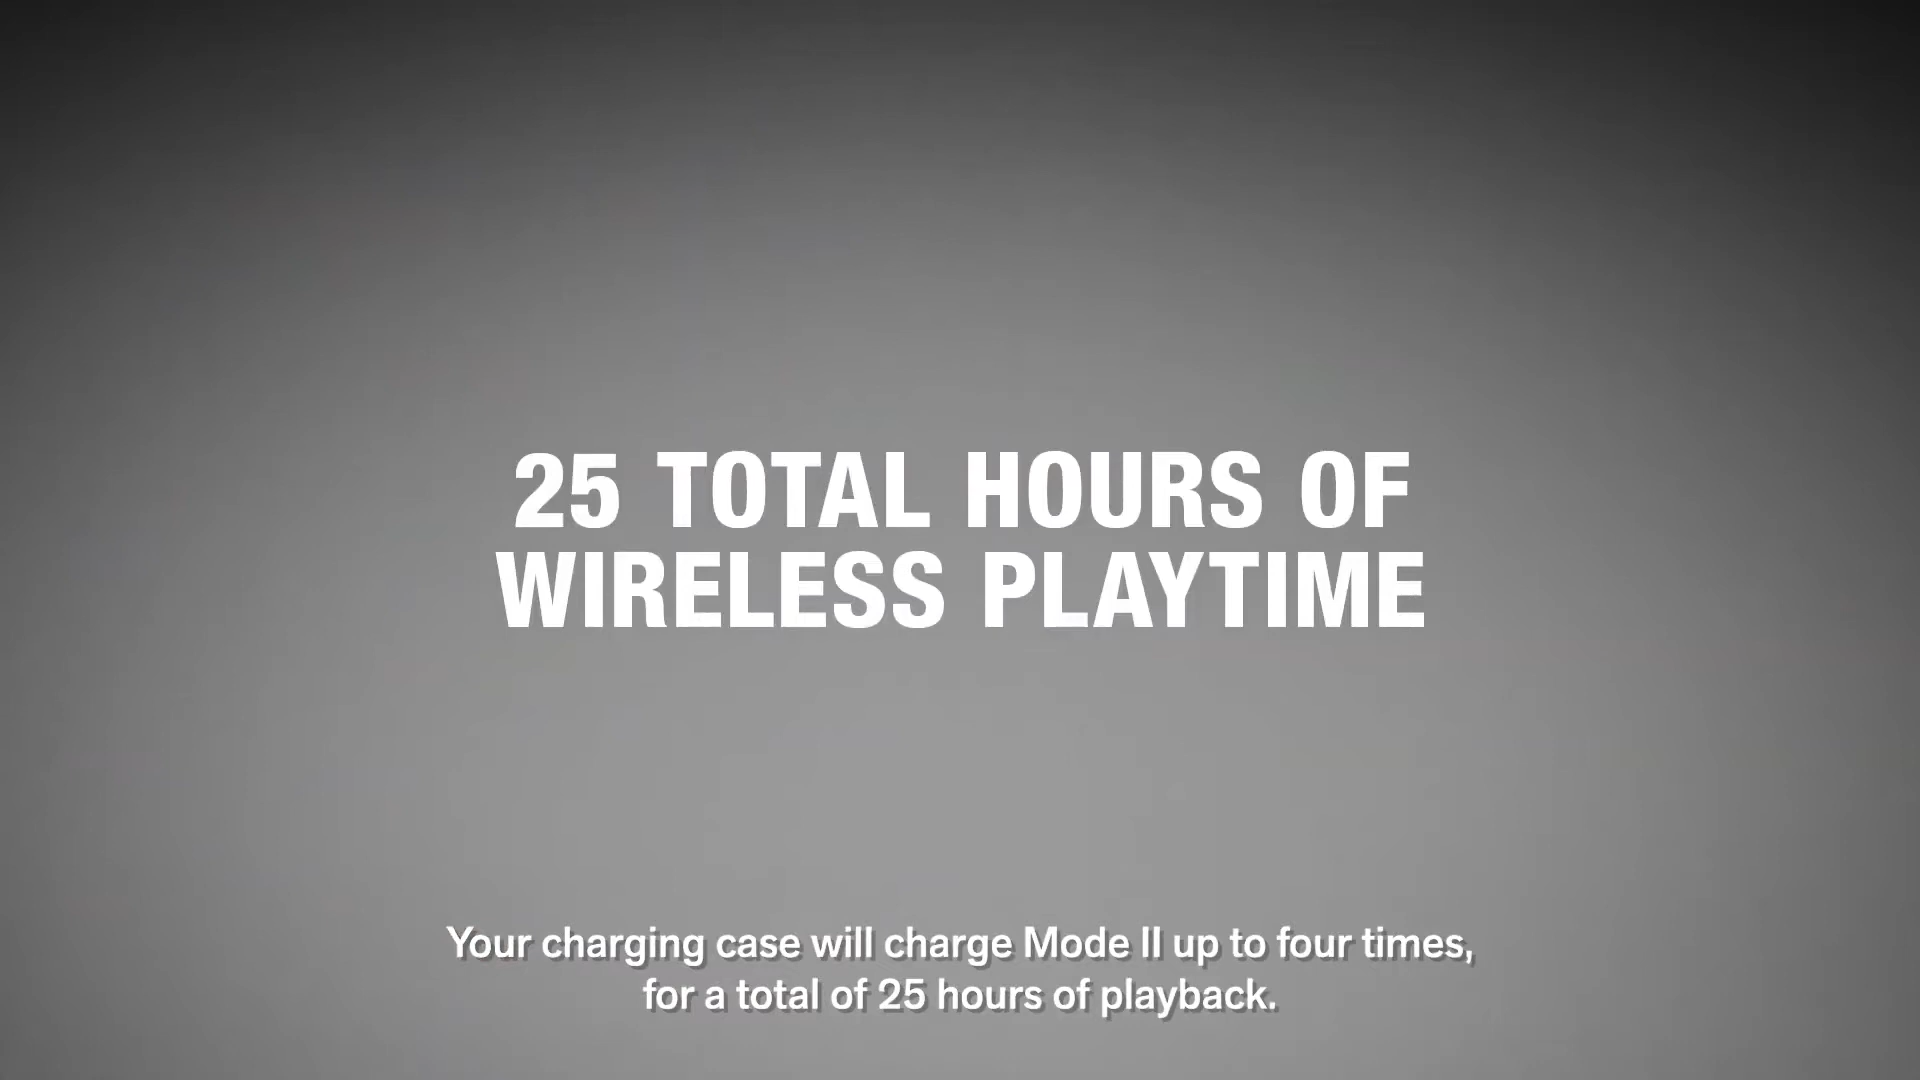 25 TOTAL HOURS OF
WIRELESS PLAYTIME
Your charging case will charge Mode II up to four times,
for a total of 25 hours of playback.